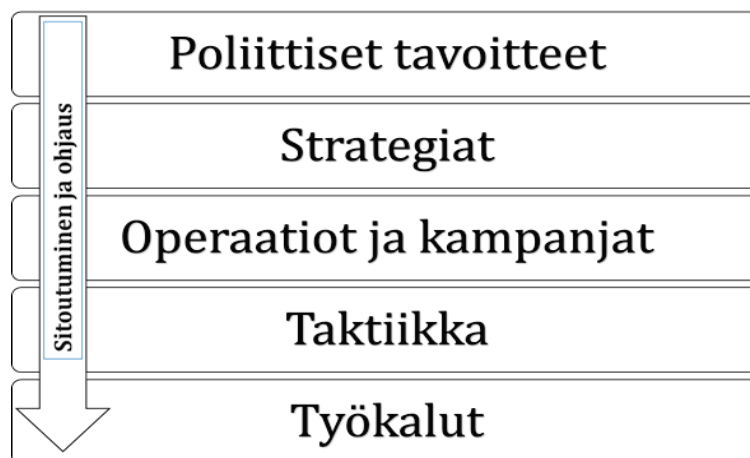 Poliittiset tavoitteet
Strategiat
Operaatiot ja kampanjat
Taktiikka
Työkalut
Sitoutuminen ja ohjaus